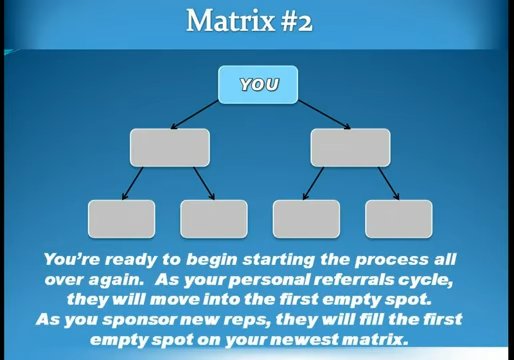 Matrix #2
YOU
You're ready to begin starting the process all
over again. As your personal referrals cycle,
they will move into the first empty spot.
As you sponsor new reps, they will fill the first
empty spot on your newest matrix.